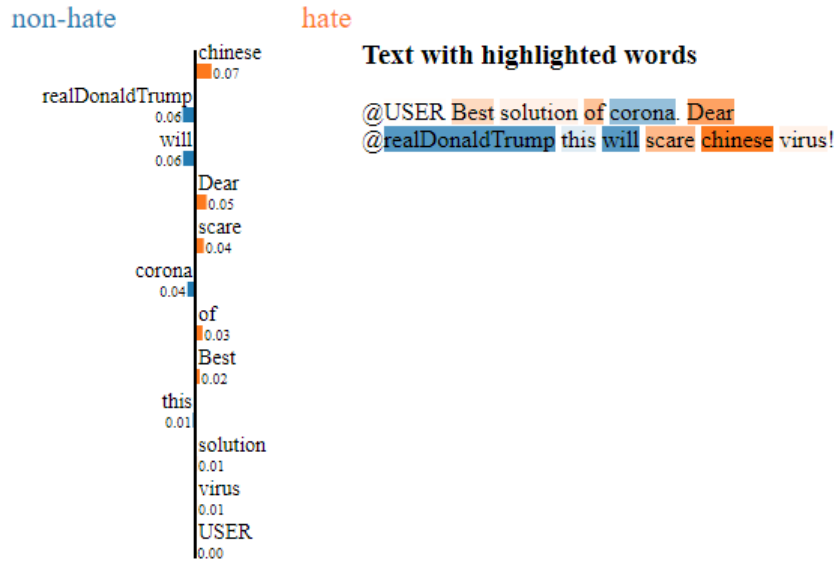 non-hate
hate
chinese
0.07
realDonaldTrump
0.06
will
0.06
Dear
0.05
scare
0.04
corona
0.04
of
0.03
Best
0.02
this
0.01
solution
0.01
virus
0.01
USER
0.00
Text with highlighted words
@USER Best solution of corona. Dear
@realDonaldTrump this will scare chinese virus!